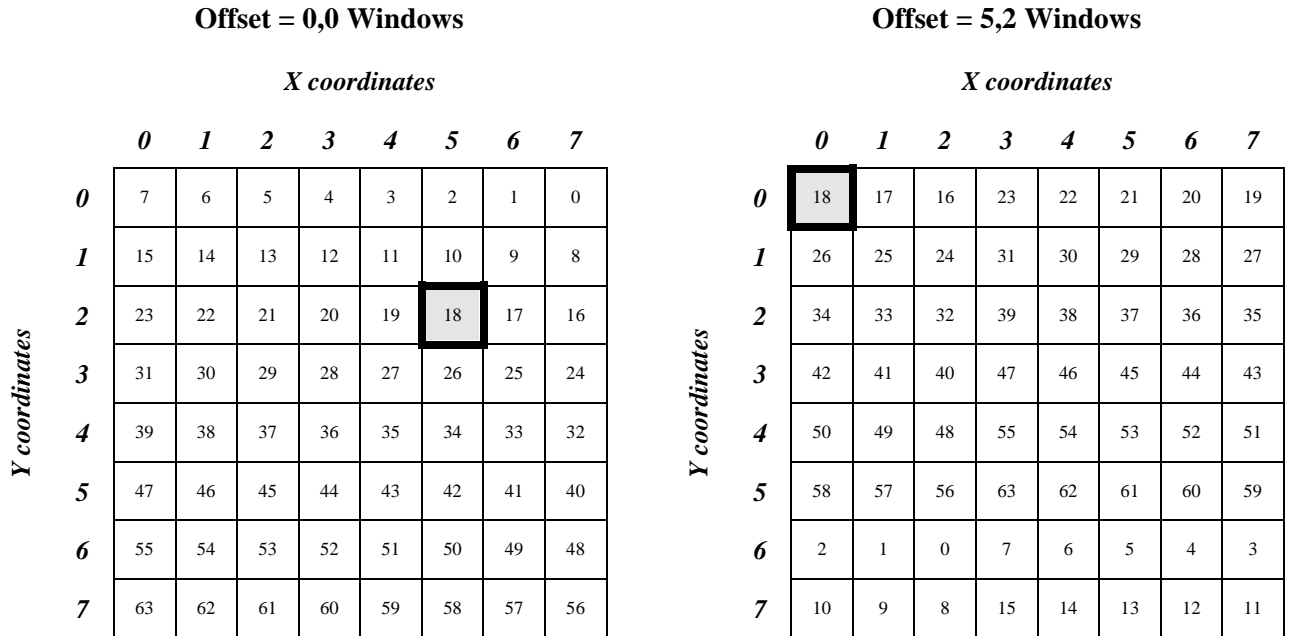 Offset = 0,0 Windows
X coordinates
0 1 2 3 4 5 6 7
Y coordinates
0 7 6 5 4 3 2 1 0
1 15 14 13 12 11 10 9 8
2 23 22 21 20 19 18 17 16
3 31 30 29 28 27 26 25 24
4 39 38 37 36 35 34 33 32
5 47 46 45 44 43 42 41 40
6 55 54 53 52 51 50 49 48
7 63 62 61 60 59 58 57 56
Offset = 5,2 Windows
X coordinates
0 1 2 3 4 5 6 7
Y coordinates
0 18 17 16 23 22 21 20 19
1 26 25 24 31 30 29 28 27
2 34 33 32 39 38 37 36 35
3 42 41 40 47 46 45 44 43
4 50 49 48 55 54 53 52 51
5 58 57 56 63 62 61 60 59
6 2 1 0 7 6 5 4 3
7 10 9 8 15 14 13 12 11